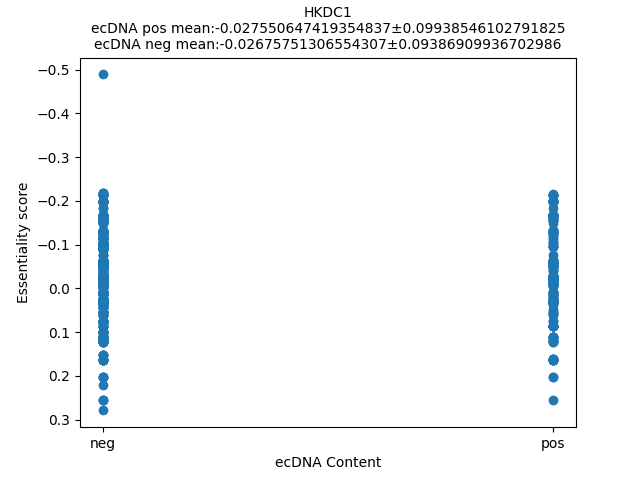 HKDC1
ecDNA pos mean:-0.027550647419354837±0.09938546102791825
ecDNA neg mean:-0.02675751306554307±0.09386909936702986
−0.5
−0.4
−0.3
−0.2
−0.1
0.0
0.1
0.2
0.3
Essentiality score
neg
pos
ecDNA Content